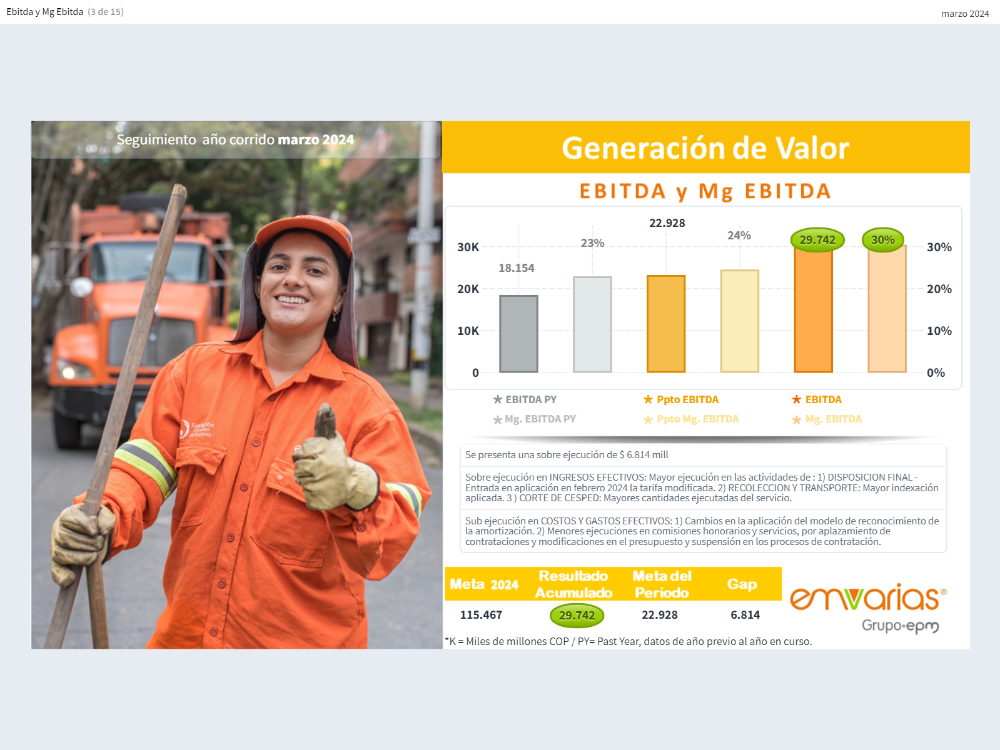 Ebitda y Mg Ebitda (3 de 15)
marzo 2024
Seguimiento año corrido marzo 2024
Generación de Valor
EBITDA y Mg EBITDA
22.928
24%
29.742
30%
23%
18.154
30K
30%
20K
20%
10K
10%
0
0%
EBITDA PY
Ppto EBITDA
EBITDA
Mg. EBITDA PY
Ppto Mg. EBITDA
Mg. EBITDA
Se presenta una sobre ejecución de $ 6.814 mill
Sobre ejecución en INGRESOS EFECTIVOS: Mayor ejecución en las actividades de : 1) DISPOSICION FINAL -
Entrada en aplicación en febrero 2024 la tarifa modificada. 2) RECOLECCION Y TRANSPORTE: Mayor indexación
aplicada. 3 ) CORTE DE CESPED: Mayores cantidades ejecutadas del servicio.
Sub ejecución en COSTOS Y GASTOS EFECTIVOS: 1) Cambios en la aplicación del modelo de reconocimiento de
la amortización. 2) Menores ejecuciones en comisiones honorarios y servicios, por aplazamiento de
contrataciones y modificaciones en el presupuesto y suspensión en los procesos de contratación.
Meta 2024
Resultado
Acumulado
Meta del
Periodo
Gap
115.467
29.742
22.928
6.814
emvarias®
Grupo·epm
*K = Miles de millones COP / PY= Past Year, datos de año previo al año en curso.